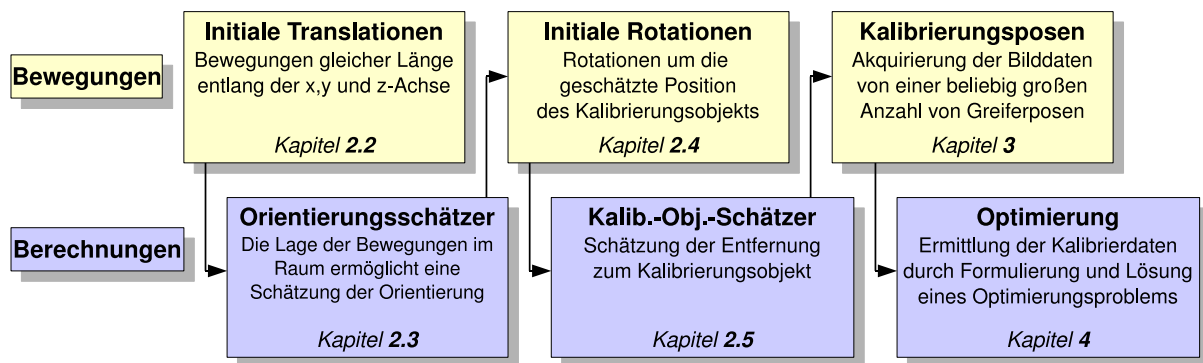 Bewegungen
Initiale Translationen
Bewegungen gleicher Länge
entlang der x,y und z-Achse
Kapitel 2.2
Initiale Rotationen
Rotationen um die
geschätzte Position
des Kalibrierungsobjekts
Kapitel 2.4
Kalibrierungsposen
Akquirierung der Bilddaten
von einer beliebig großen
Anzahl von Greiferposen
Kapitel 3
Berechnungen
Orientierungsschätzer
Die Lage der Bewegungen im
Raum ermöglicht eine
Schätzung der Orientierung
Kapitel 2.3
Kalib.-Obj.-Schätzer
Schätzung der Entfernung
zum Kalibrierungsobjekt
Kapitel 2.5
Optimierung
Ermittlung der Kalibrierdaten
durch Formulierung und Lösung
eines Optimierungsproblems
Kapitel 4